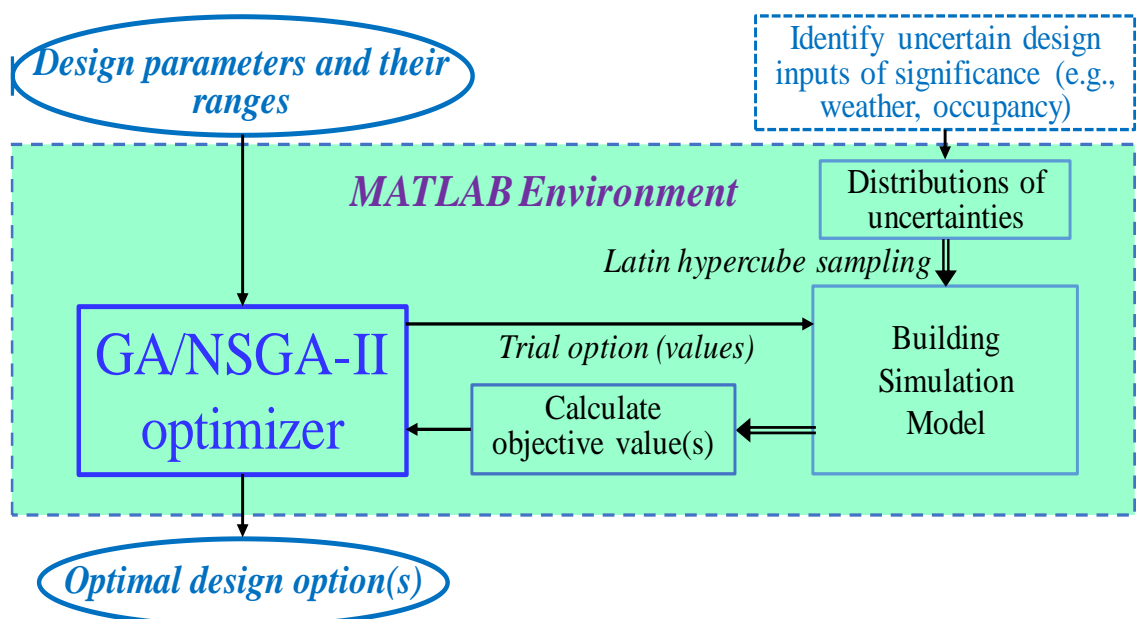 Design parameters and their
ranges
Identify uncertain design
inputs of significance (e.g.,
weather, occupancy)
MATLAB Environment
Distributions of
uncertainties
Latin hypercube sampling
GA/NSGA-II
optimizer
Trial option (values)
Building
Simulation
Model
Calculate
objective value(s)
Optimal design option(s)